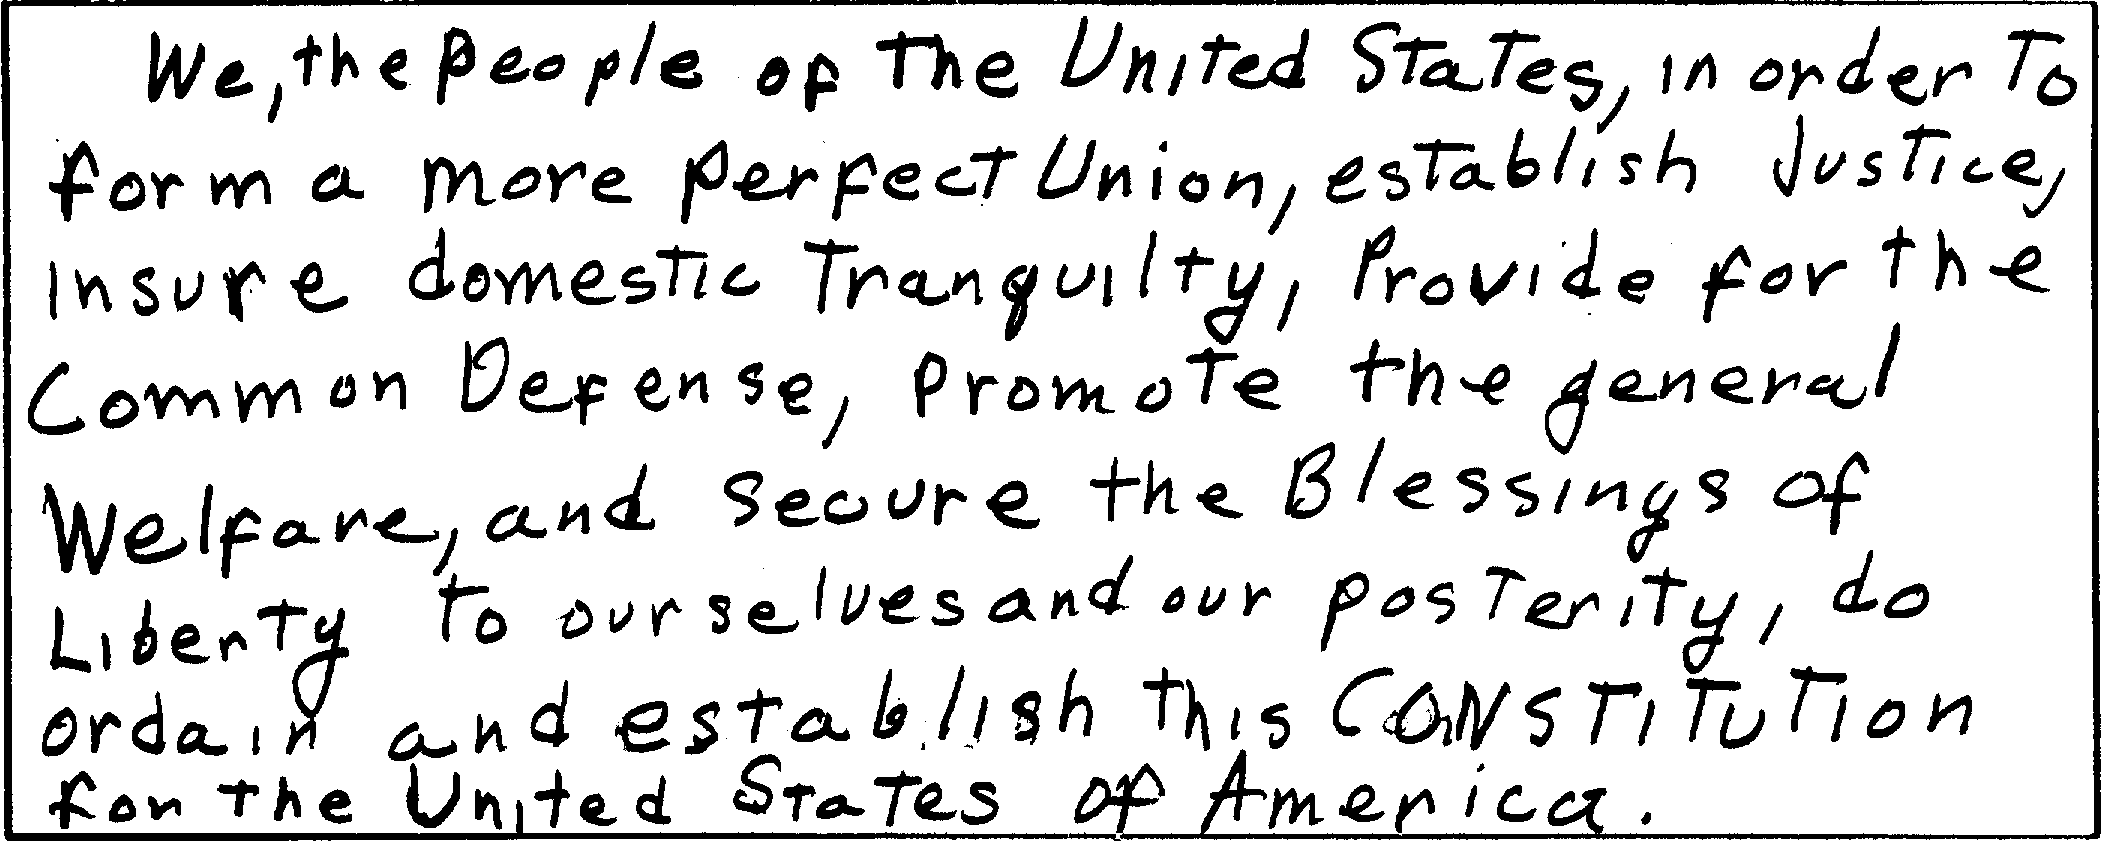 We, the people of The United States, in order To
form a more perfect Union, establish Justice,
insure domestic Tranquilty, Provide for the
Common Defense, Promote the general
Welfare, and secure the Blessings of
Liberty to ourselves and our posterity, do
ordain and establish this CONSTITUTION
for the United States of America.